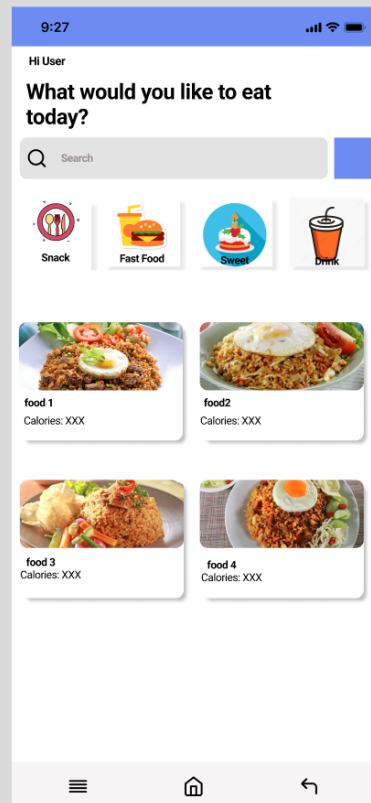 9:27
Hi User
What would you like to eat
today?
Search
Snack
Fast Food
Sweet
Drink
food 1
food2
Calories: XXX
Calories: XXX
food 3
food 4
Calories: XXX
Calories: XXX